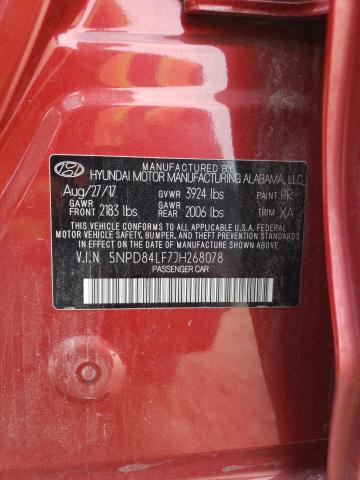 MANUFACTURED BY
HYUNDAI MOTOR MANUFACTURING ALABAMA, LLC
Aug/27/17 GVWR 3924 lbs PAINT PR
GAWR FRONT 2183 lbs GAWR REAR 2006 lbs TRIM XA
THIS VEHICLE CONFORMS TO ALL APPLICABLE U.S.A. FEDERAL
MOTOR VEHICLE SAFETY, BUMPER, AND THEFT PREVENTION
STANDARDS IN EFFECT ON THE DATE OF MANUFACTURE SHOWN ABOVE.
V.I.N 5NPD84LF7JH268078
PASSENGER CAR